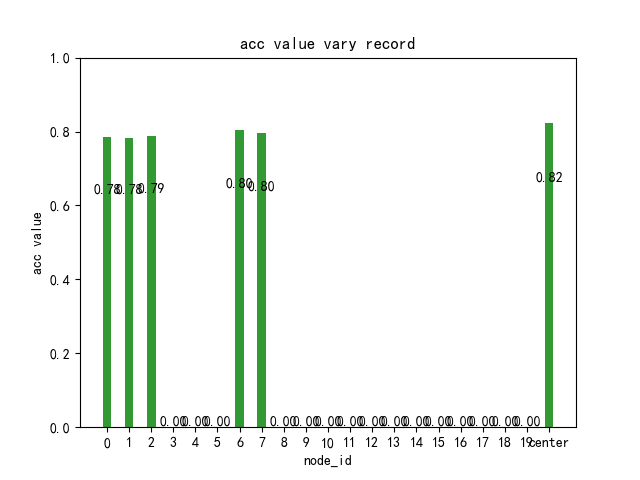 acc value vary record
1.0
0.8
0.6
0.4
0.2
0.0
acc value
0.78 0.78 0.79 0.00 0.00 0.00 0.80 0.80 0.00 0.00 0.00 0.00 0.00 0.00 0.00 0.00 0.00 0.00 0.00 0.00 0.82
0 1 2 3 4 5 6 7 8 9 10 11 12 13 14 15 16 17 18 19 center
node_id